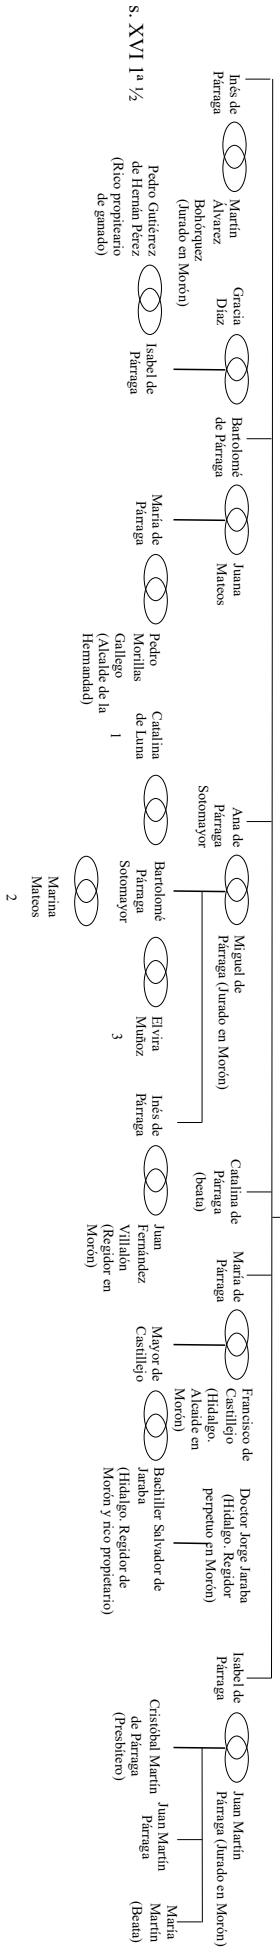 s. XVI 1ª ½
Inés de
Párraga
Martín
Álvarez
Bohórquez
(Jurado en Morón)
Gracia
Díaz
Bartolomé
de Párraga
Juana
Mateos
Ana de
Párraga
Sotomayor
Miguel de
Párraga (Jurado en Morón)
Catalina de
Párraga
(beata)
María de
Párraga
Francisco de
Castillejo
(Hidalgo.
Alcaide en
Morón)
Doctor Jorge Jaraba
(Hidalgo. Regidor
perpetuo en Morón)
Isabel de
Párraga
Juan Martín
Párraga (Jurado en Morón)
Pedro Gutiérrez
de Hernán Pérez
(Rico propiteario
de ganado)
Isabel de
Párraga
María de
Párraga
Pedro
Morillas
Gallego
(Alcalde de la
Hermandad)
Catalina
de Luna
1
Bartolomé
Párraga
Sotomayor
Marina
Mateos
2
Elvira
Muñoz
3
Inés de
Párraga
Juan
Fernández
Villalón
(Regidor en
Morón)
Mayor de
Castillejo
Bachiller Salvador de
Jaraba
(Hidalgo. Regidor de
Morón y rico propietario)
Cristóbal Martín
de Párraga
(Presbítero)
Juan Martín
Párraga
María
Martín
(Beata)